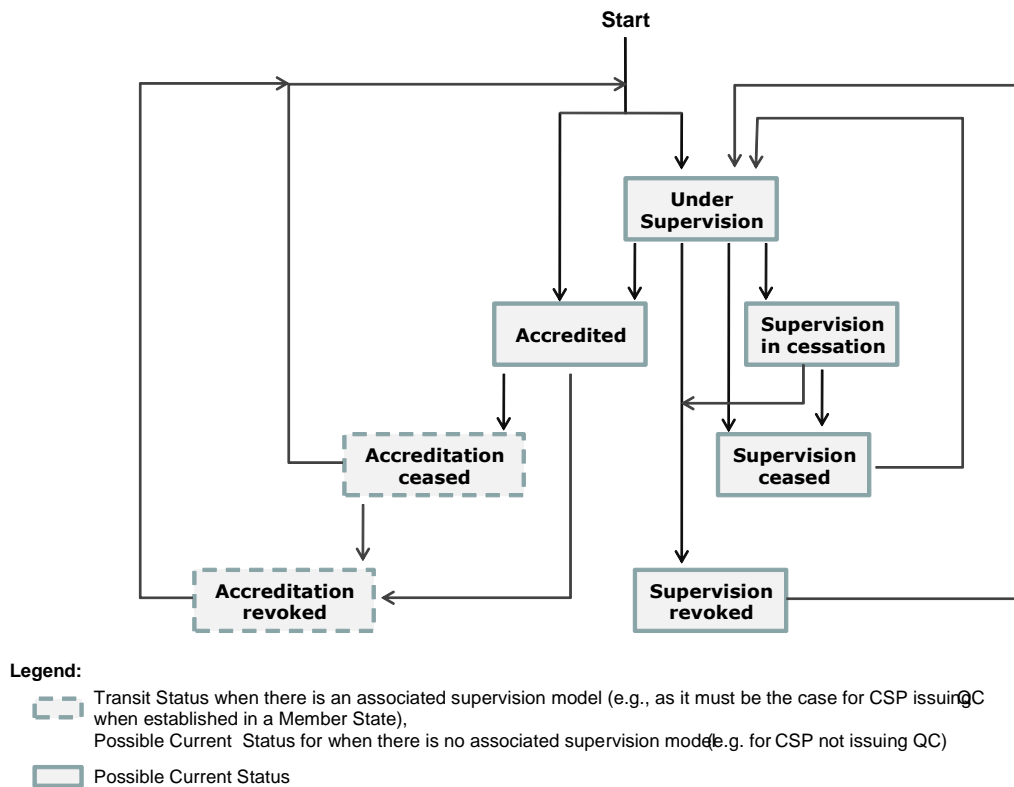 Start
Under
Supervision
Accredited
Supervision
in cessation
Accreditation
ceased
Supervision
ceased
Accreditation
revoked
Supervision
revoked
Legend:
Transit Status when there is an associated supervision model (e.g., as it must be the case for CSP issuing QC
when established in a Member State),
Possible Current Status for when there is no associated supervision model (e.g. for CSP not issuing QC)
Possible Current Status